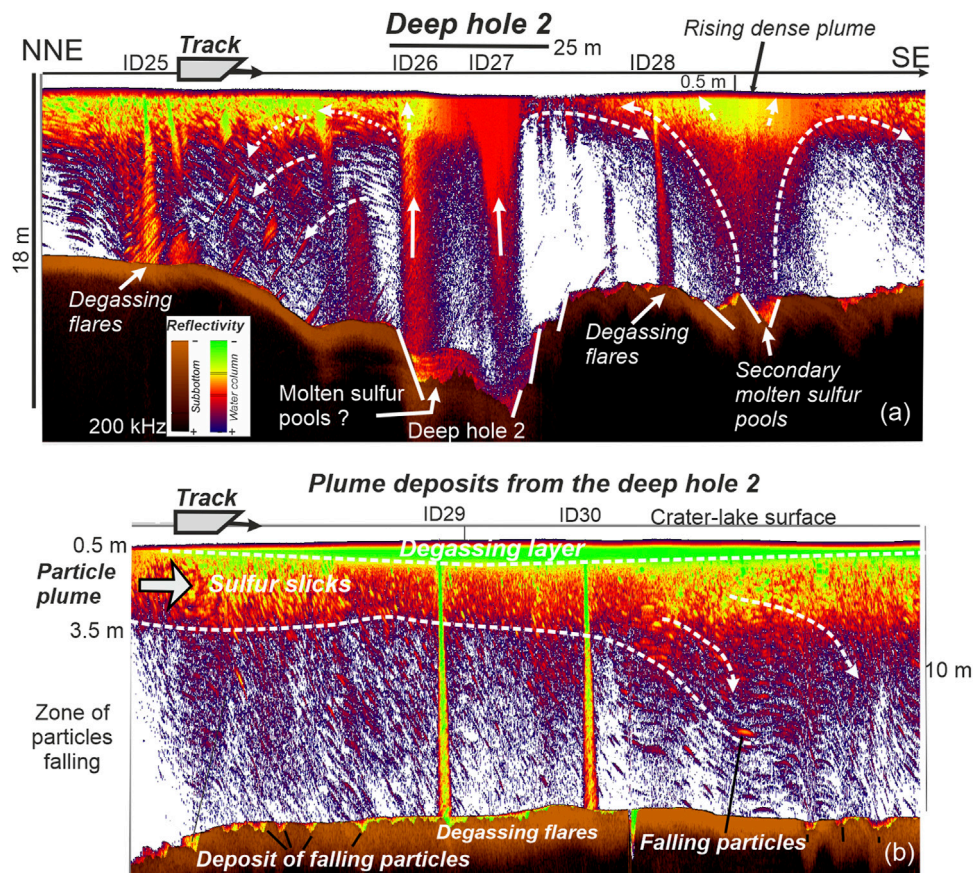 Deep hole 2
NNE
Track
25 m
Rising dense plume
SE
ID25
ID26
ID27
ID28
0.5 m
18 m
Degassing
flares
Reflectivity
Subbottom
Water column
- -
+ +
200 kHz
Molten sulfur
pools ?
Deep hole 2
Degassing
flares
Secondary
molten sulfur
pools
(a)
Plume deposits from the deep hole 2
Track
ID29
ID30
Crater-lake surface
0.5 m
Degassing layer
Particle
plume
Sulfur slicks
3.5 m
10 m
Zone of
particles
falling
Degassing flares
Deposit of falling particles
Falling particles
(b)